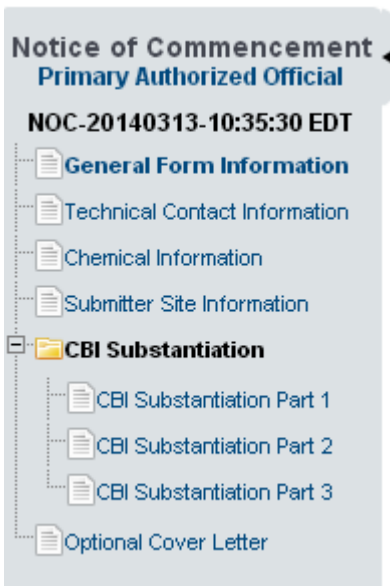 Notice of Commencement
Primary Authorized Official
NOC-20140313-10:35:30 EDT
General Form Information
Technical Contact Information
Chemical Information
Submitter Site Information
CBI Substantiation
CBI Substantiation Part 1
CBI Substantiation Part 2
CBI Substantiation Part 3
Optional Cover Letter